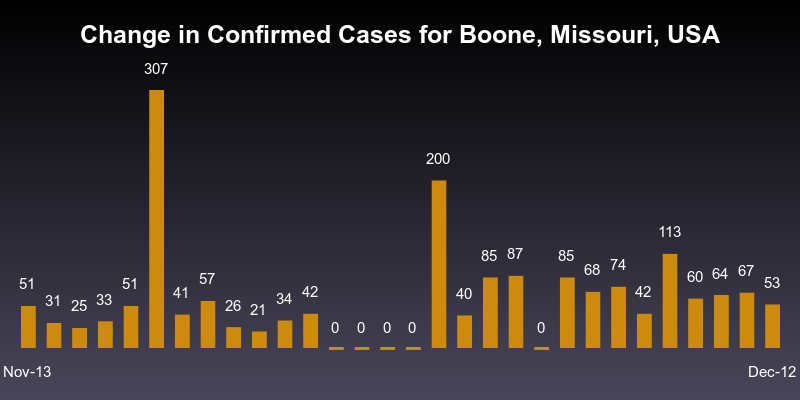 Change in Confirmed Cases for Boone, Missouri, USA
307
200
113
85 87 85
51 51 57 68 74 60 64 67 53
31 25 33 41 26 21 34 42 40 42
0 0 0 0 0
Nov-13 Dec-12